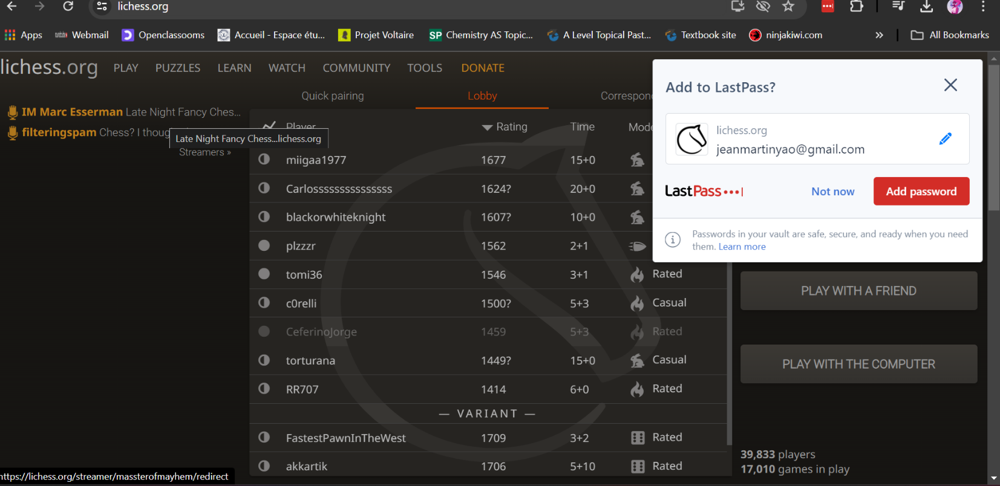 lichess.org
Apps Webmail Openclassooms Accueil - Espace étu... Projet Voltaire SP Chemistry AS Topic... A Level Topical Past... Textbook site ninjakiwi.com » All Bookmarks
lichess.org PLAY PUZZLES LEARN WATCH COMMUNITY TOOLS DONATE
Quick pairing Lobby Correspon
IM Marc Esserman Late Night Fancy Ches...
filteringspam Chess? I thoug
Late Night Fancy Chess...lichess.org
Streamers »
Player Rating Time Mode
miigaa1977 1677 15+0
Carlosssssssssssssss 1624? 20+0
blackorwhiteknight 1607? 10+0
plzzzr 1562 2+1
tomi36 1546 3+1 Rated
c0relli 1500? 5+3 Casual
CeferinoJorge 1459 5+3 Rated
torturana 1449? 15+0 Casual
RR707 1414 6+0 Rated
— VARIANT —
FastestPawnInTheWest 1709 3+2 Rated
akkartik 1706 5+10 Rated
Add to LastPass?
lichess.org
jeanmartinyao@gmail.com
LastPass Not now Add password
Passwords in your vault are safe, secure, and ready when you need
them. Learn more
PLAY WITH A FRIEND
PLAY WITH THE COMPUTER
39,833 players
17,010 games in play
https://lichess.org/streamer/massterofmayhem/redirect